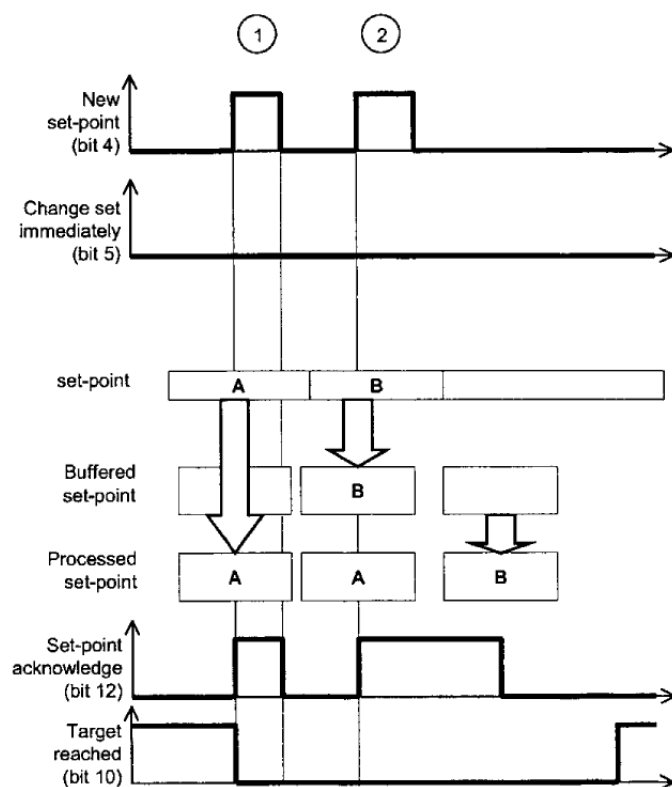 1 2
New
set-point
(bit 4)
Change set
immediately
(bit 5)
set-point A B
Buffered
set-point
B
Processed
set-point
A A B
Set-point
acknowledge
(bit 12)
Target
reached
(bit 10)